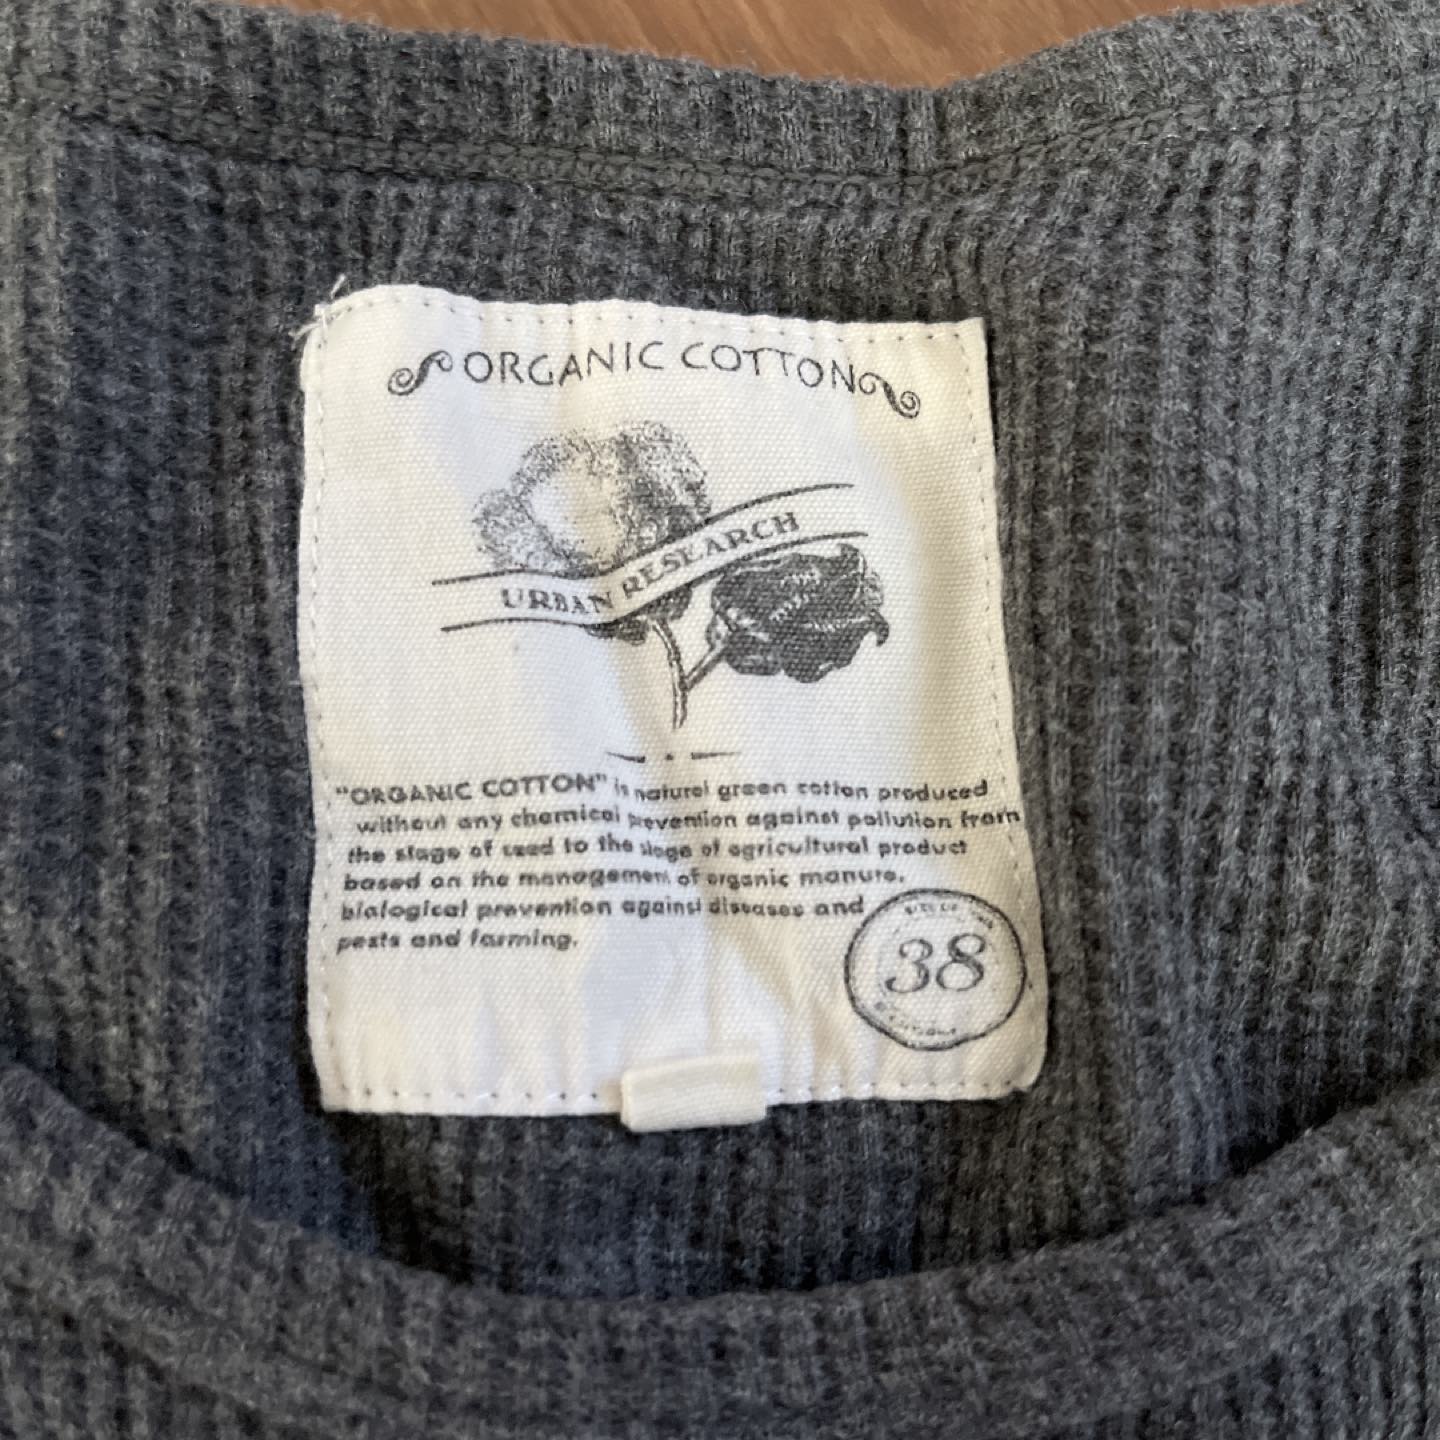 ORGANIC COTTON
URBAN RESEARCH
"ORGANIC COTTON" is natural green cotton produced
without any chemical prevention against pollution from
the stage of seed to the stage of agricultural product
based on the management of organic manure,
biological prevention against diseases and
pests and farming.
38